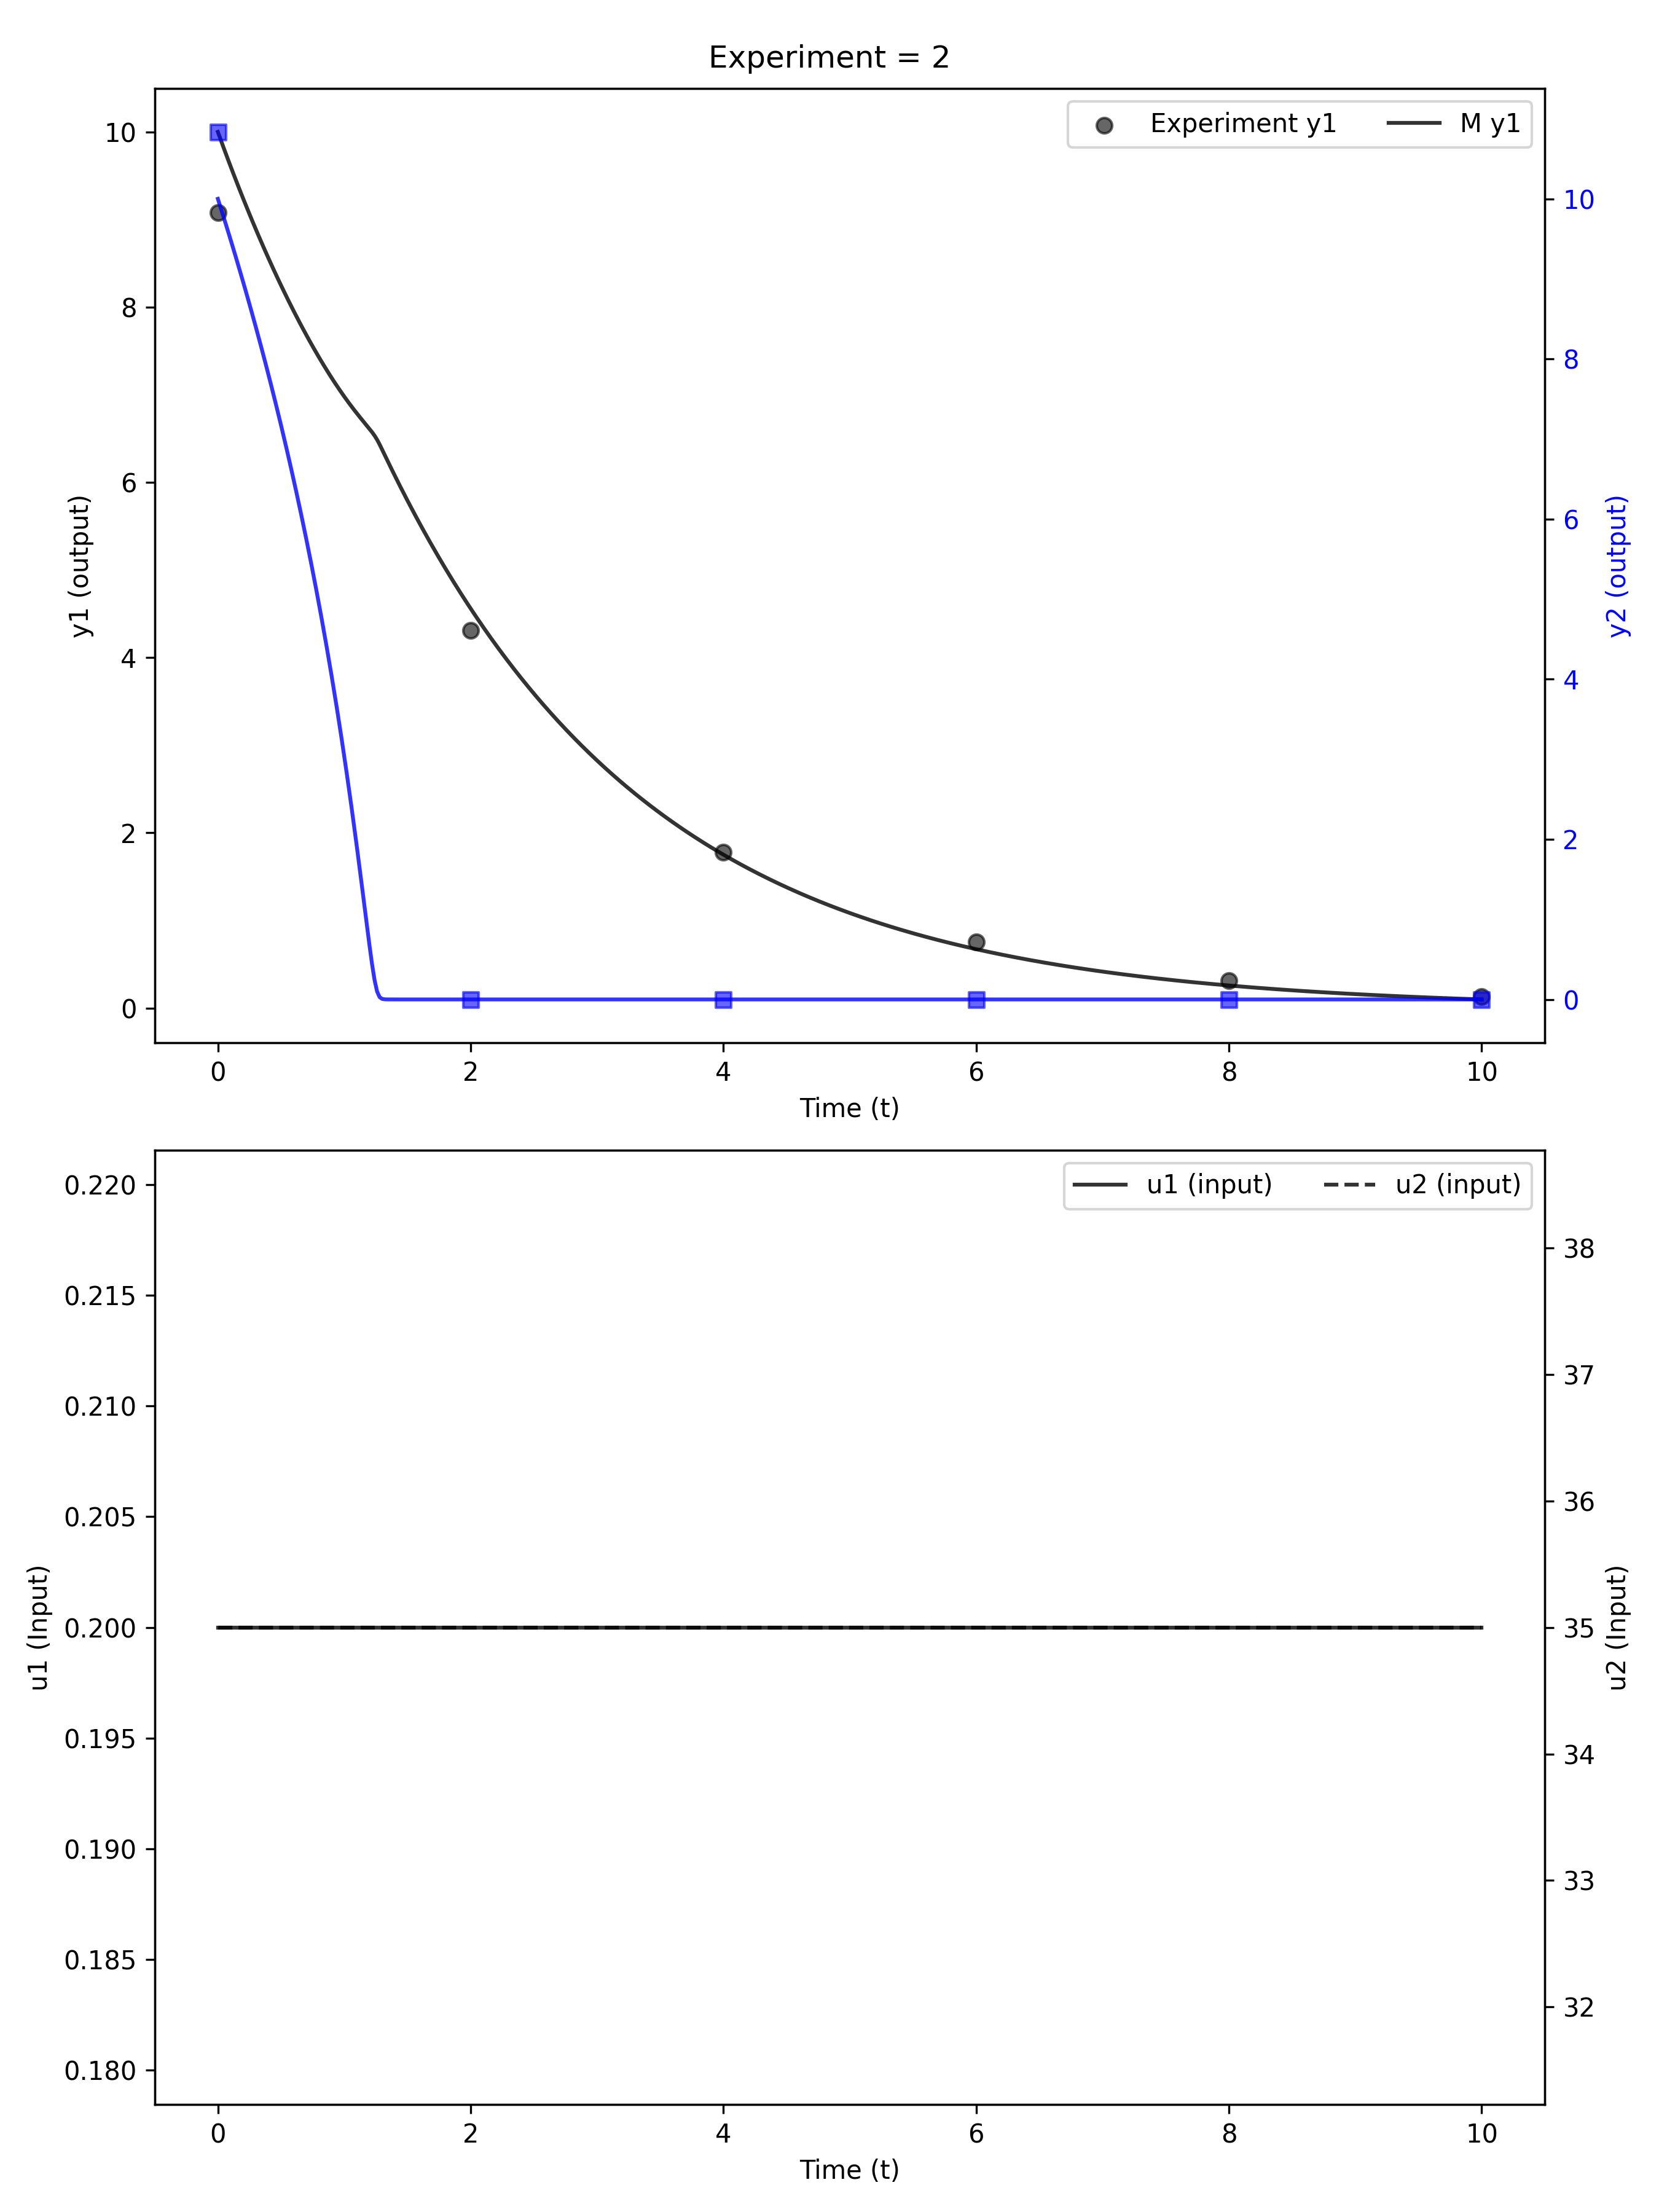 Experiment = 2
Experiment y1 M y1
10
8
6
4
2
0
y1 (output)
10
8
6
4
2
0
y2 (output)
0 2 4 6 8 10
Time (t)
u1 (input) u2 (input)
0.220
0.215
0.210
0.205
0.200
0.195
0.190
0.185
0.180
u1 (Input)
38
37
36
35
34
33
32
u2 (Input)
0 2 4 6 8 10
Time (t)